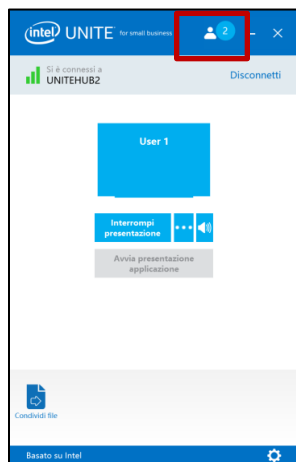 intel UNITE for small business 2
Si è connessi a
UNITEHUB2
Disconnetti
User 1
Interrompi
presentazione
Avvia presentazione
applicazione
Condividi file
Basato su Intel